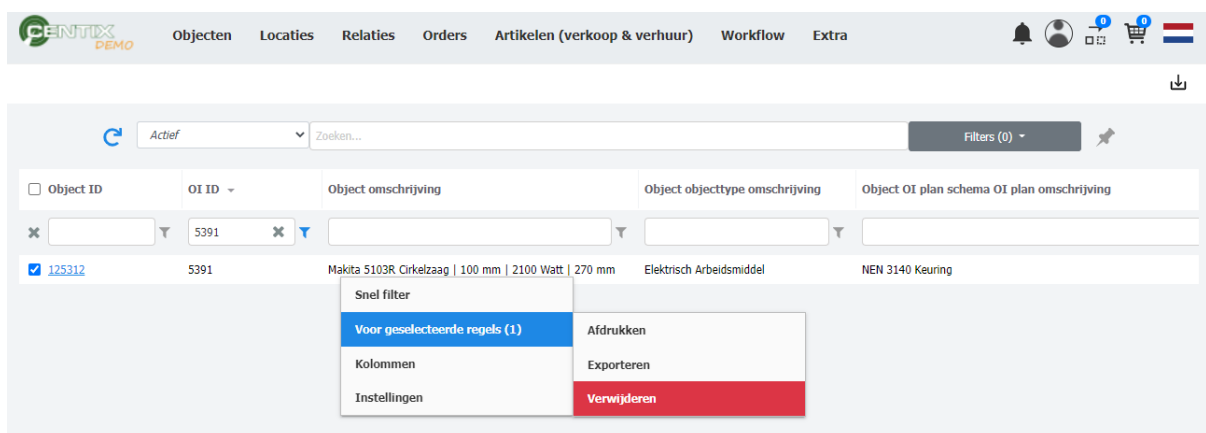 CENTIX
DEMO
Objecten Locaties Relaties Orders Artikelen (verkoop & verhuur) Workflow Extra 0 0
Actief Zoeken... Filters (0)
Object ID OI ID Object omschrijving Object objecttype omschrijving Object OI plan schema OI plan omschrijving
5391
125312 5391 Makita 5103R Cirkelzaag | 100 mm | 2100 Watt | 270 mm Elektrisch Arbeidsmiddel NEN 3140 Keuring
Snel filter
Voor geselecteerde regels (1) Afdrukken
Kolommen Exporteren
Instellingen Verwijderen